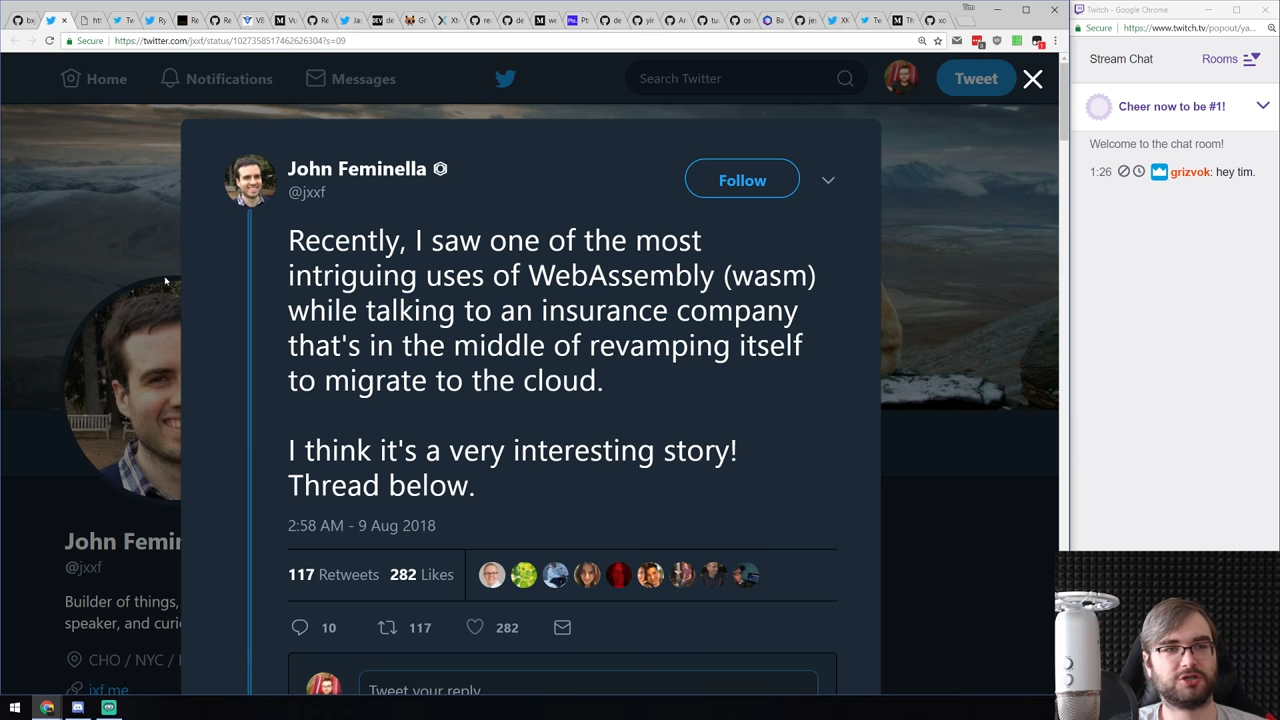 Secure
https://twitter.com/jxxf/status/1027358517462626304?s=09
Home
Notifications
Messages
Search Twitter
Tweet
John Feminella
@jxxf
Follow
Recently, I saw one of the most
intriguing uses of WebAssembly (wasm)
while talking to an insurance company
that's in the middle of revamping itself
to migrate to the cloud.
I think it's a very interesting story!
Thread below.
2:58 AM - 9 Aug 2018
117 Retweets 282 Likes
10 117 282
Tweet your reply
John Femin
@jxxf
Builder of things,
speaker, and curi
CHO / NYC /
jxf.me
Twitch - Google Chrome
Secure
https://www.twitch.tv/popout/ya...
Stream Chat
Rooms
Cheer now to be #1!
Welcome to the chat room!
1:26 grizvok: hey tim.